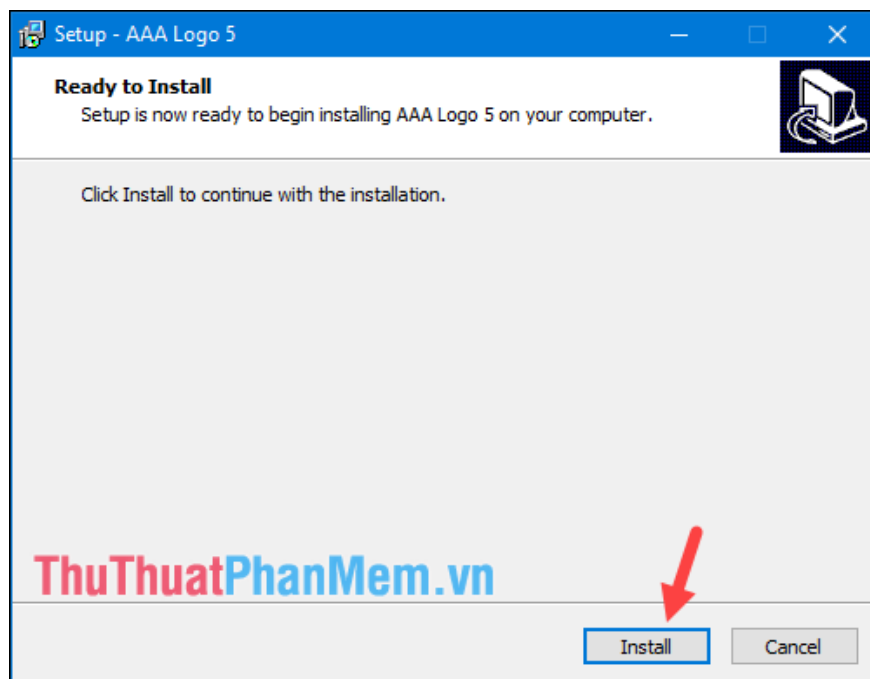 Setup - AAA Logo 5
Ready to Install
Setup is now ready to begin installing AAA Logo 5 on your computer.
Click Install to continue with the installation.
ThuThuatPhanMem.vn
Install
Cancel